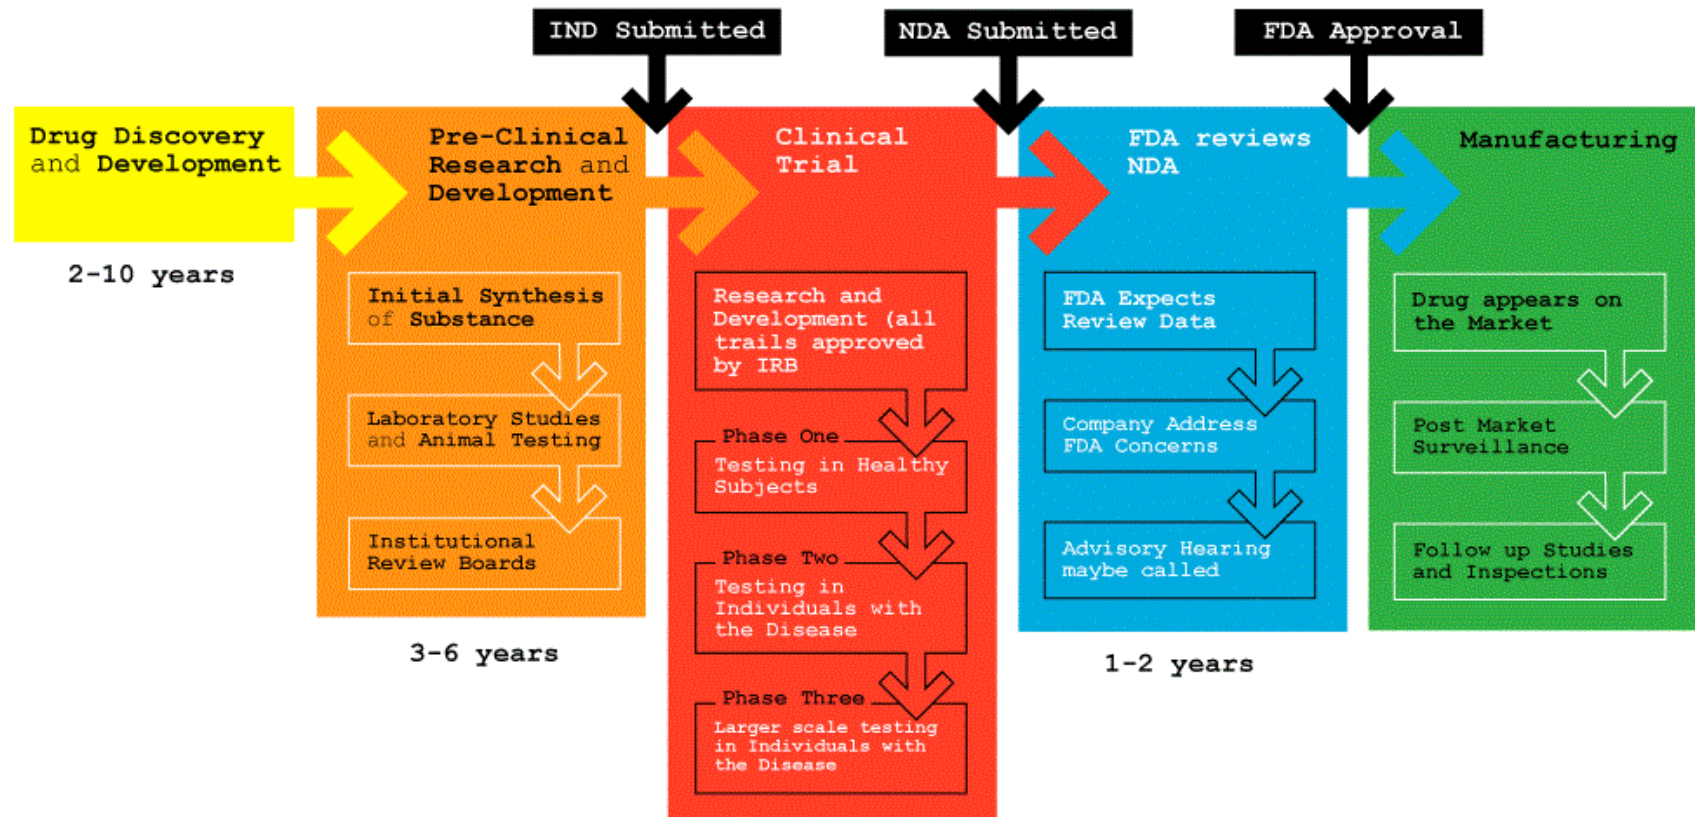 IND Submitted
NDA Submitted
FDA Approval
Drug Discovery
and Development
2-10 years
Pre-Clinical
Research and
Development
Initial Synthesis
of Substance
Laboratory Studies
and Animal Testing
Institutional
Review Boards
3-6 years
Clinical
Trial
Research and
Development (all
trails approved
by IRB
Phase One
Testing in Healthy
Subjects
Phase Two
Testing in
Individuals with
the Disease
Phase Three
Larger scale testing
in Individuals with
the Disease
FDA reviews
NDA
FDA Expects
Review Data
Company Address
FDA Concerns
Advisory Hearing
maybe called
1-2 years
Manufacturing
Drug appears on
the Market
Post Market
Surveillance
Follow up Studies
and Inspections